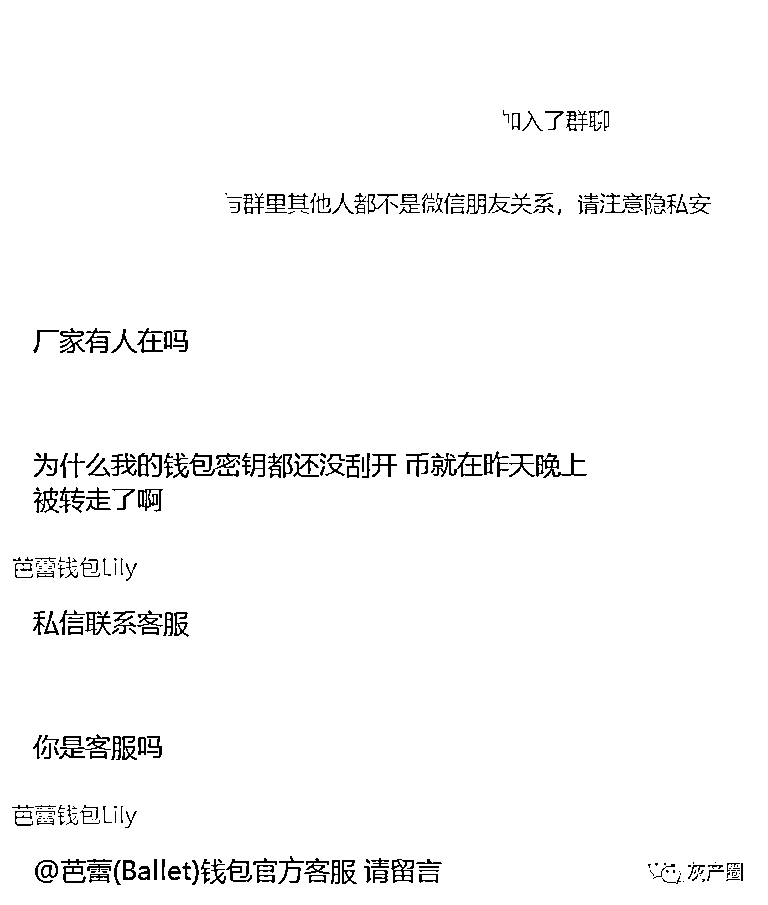 加入了群聊
与群里其他人都不是微信朋友关系，请注意隐私安
厂家有人在吗
为什么我的钱包密钥都还没刮开 币就在昨天晚上
被转走了啊
芭蕾钱包Lily
私信联系客服
你是客服吗
芭蕾钱包Lily
@芭蕾(Ballet)钱包官方客服 请留言
灰产圈